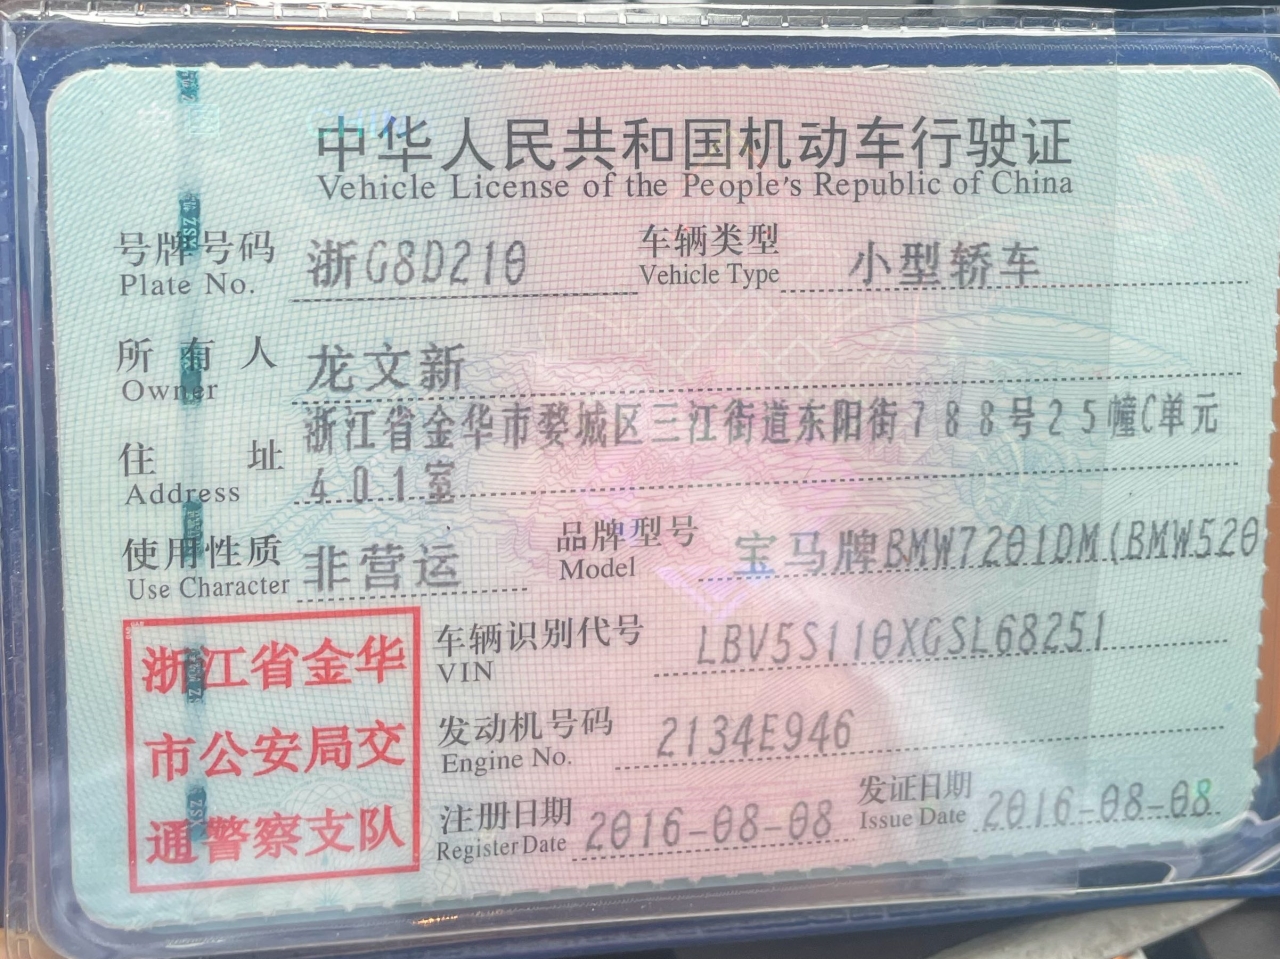 中华人民共和国机动车行驶证
Vehicle License of the People's Republic of China
号牌号码 浙G8D210 车辆类型 小型轿车
Plate No. Vehicle Type
所有人 龙文新
Owner
浙江省金华市婺城区三江街道东阳街788号25幢C单元
住址
Address 401室
使用性质 非营运 品牌型号 宝马牌BMW7201DM(BMW520
Use Character Model
浙江省金华
市公安局交
通警察支队
车辆识别代号 LBV5S110XGSL68251
VIN
发动机号码 2134E946
Engine No.
注册日期 2016-08-08 发证日期 2016-08-08
Register Date Issue Date